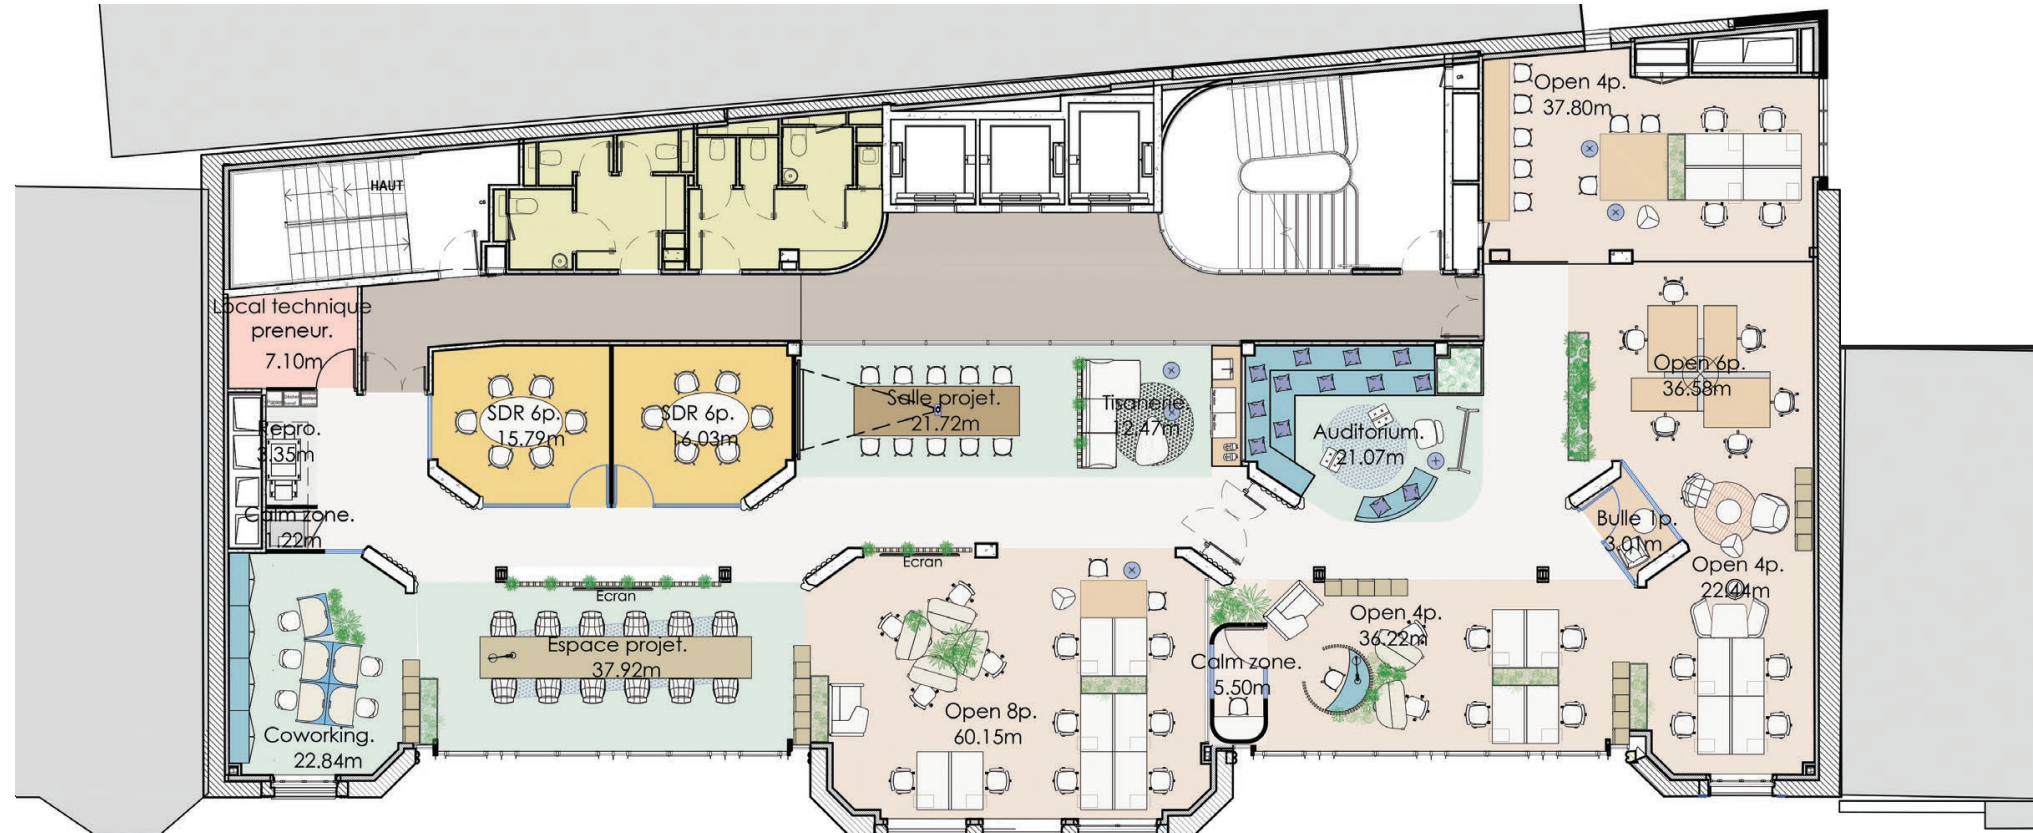 HAUT
Open 4p.
37.80m
Local technique
preneur.
7.10m
Repro.
3.35m
Calm zone.
1.22m
SDR 6p.
15.79m
SDR 6p.
16.03m
Salle projet.
21.72m
Tisanerie.
12.47m
Auditorium.
21.07m
Open 6p.
36.58m
Bulle 1p.
3.01m
Open 4p.
22.44m
Ecran
Ecran
Espace projet.
37.92m
Coworking.
22.84m
Open 8p.
60.15m
Calm zone.
5.50m
Open 4p.
36.22m